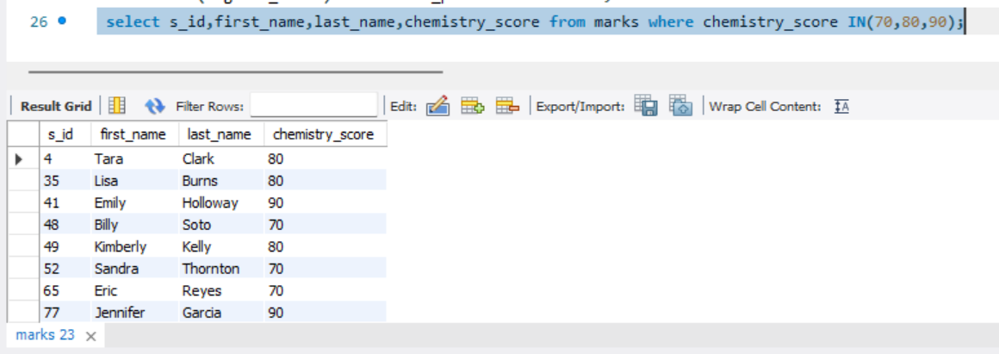 26 select s_id,first_name,last_name,chemistry_score from marks where chemistry_score IN(70,80,90);
Result Grid Filter Rows: Edit: Export/Import: Wrap Cell Content: IA
s_id first_name last_name chemistry_score
4 Tara Clark 80
35 Lisa Burns 80
41 Emily Holloway 90
48 Billy Soto 70
49 Kimberly Kelly 80
52 Sandra Thornton 70
65 Eric Reyes 70
77 Jennifer Garcia 90
marks 23